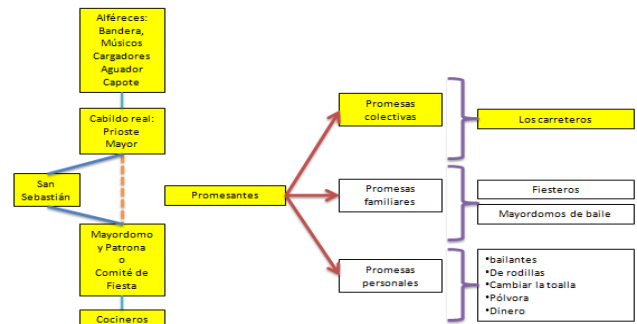 Alféreces:
Bandera,
Músicos
Cargadores
Aguador
Capote
Cabildo real:
Prioste
Mayor
San
Sebastián
Mayordomo
y Patrona
o
Comité de
Fiesta
Cocineros
Promesantes
Promesas
colectivas
Los carreteros
Promesas
familiares
Fiesteros
Mayordomos de baile
Promesas
personales
•bailantes
•De rodillas
•Cambiar la toalla
•Pólvora
•Dinero